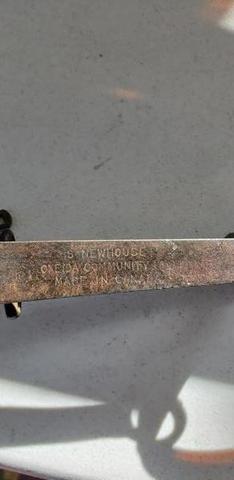 S. NEWHOUSE
ONEIDA COMMUNITY
MADE IN